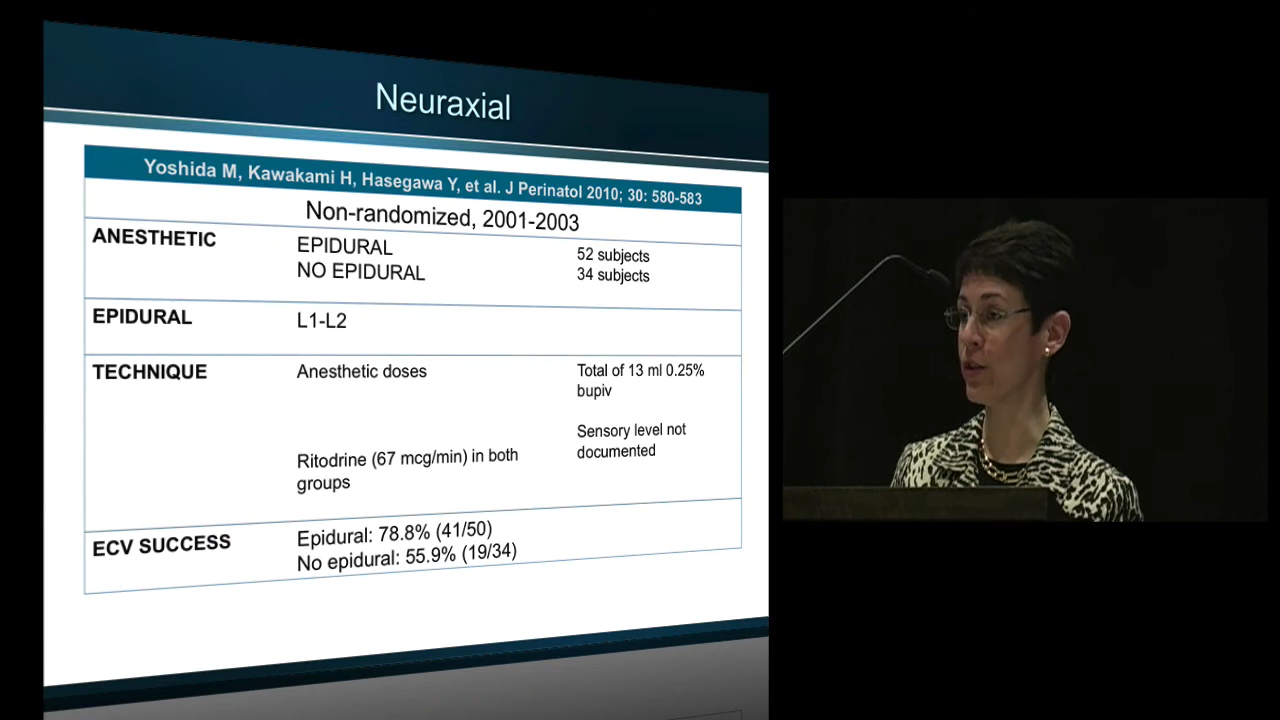 Neuraxial
Yoshida M, Kawakami H, Hasegawa Y, et al. J Perinatol 2010; 30: 580-583
Non-randomized, 2001-2003
ANESTHETIC
EPIDURAL
52 subjects
NO EPIDURAL
34 subjects
EPIDURAL
L1-L2
TECHNIQUE
Anesthetic doses
Total of 13 ml 0.25%
bupiv
Sensory level not
documented
Ritodrine (67 mcg/min) in both
groups
ECV SUCCESS
Epidural: 78.8% (41/50)
No epidural: 55.9% (19/34)